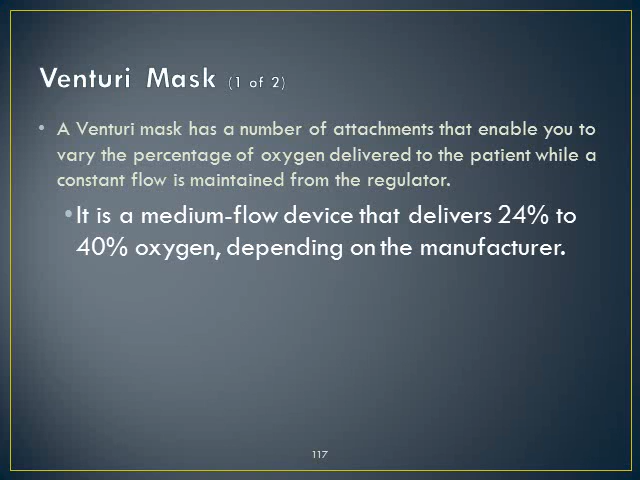 Venturi Mask (1 of 2)
• A Venturi mask has a number of attachments that enable you to
vary the percentage of oxygen delivered to the patient while a
constant flow is maintained from the regulator.
•It is a medium-flow device that delivers 24% to
40% oxygen, depending on the manufacturer.
117